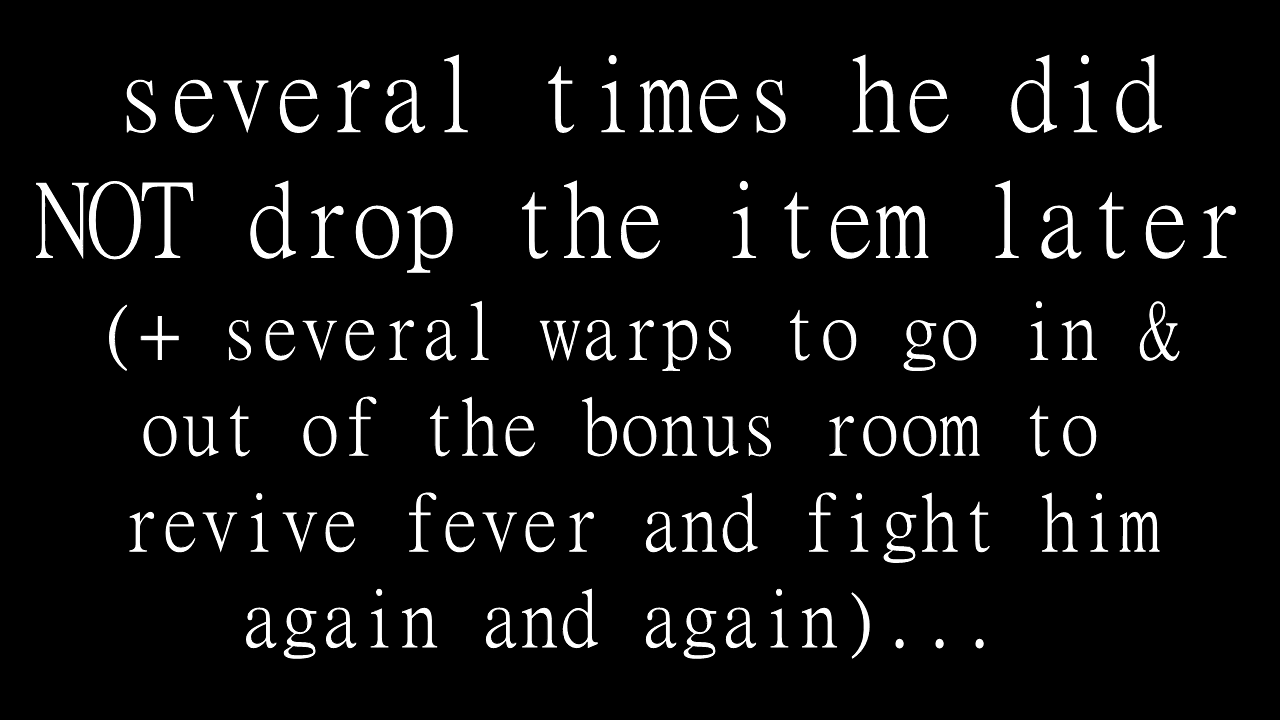 several times he did
NOT drop the item later
(+ several warps to go in &
out of the bonus room to
revive fever and fight him
again and again)...